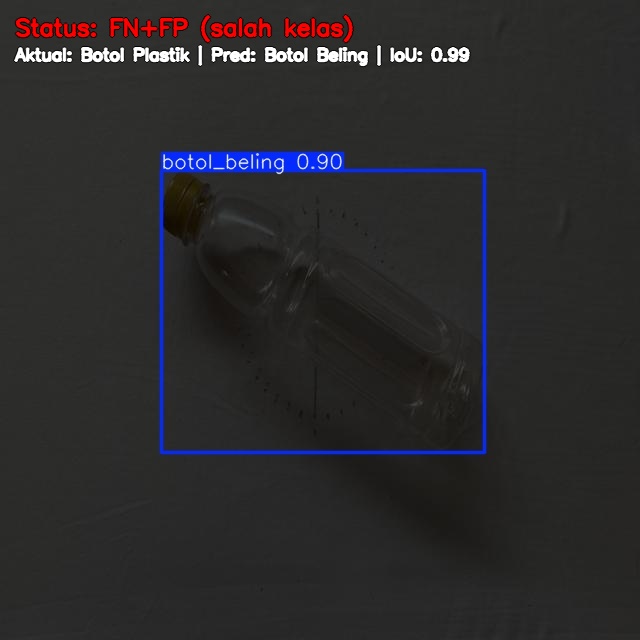 Status: FN+FP (salah kelas)
Aktual: Botol Plastik | Pred: Botol Beling | IoU: 0.99
botol_beling 0.90